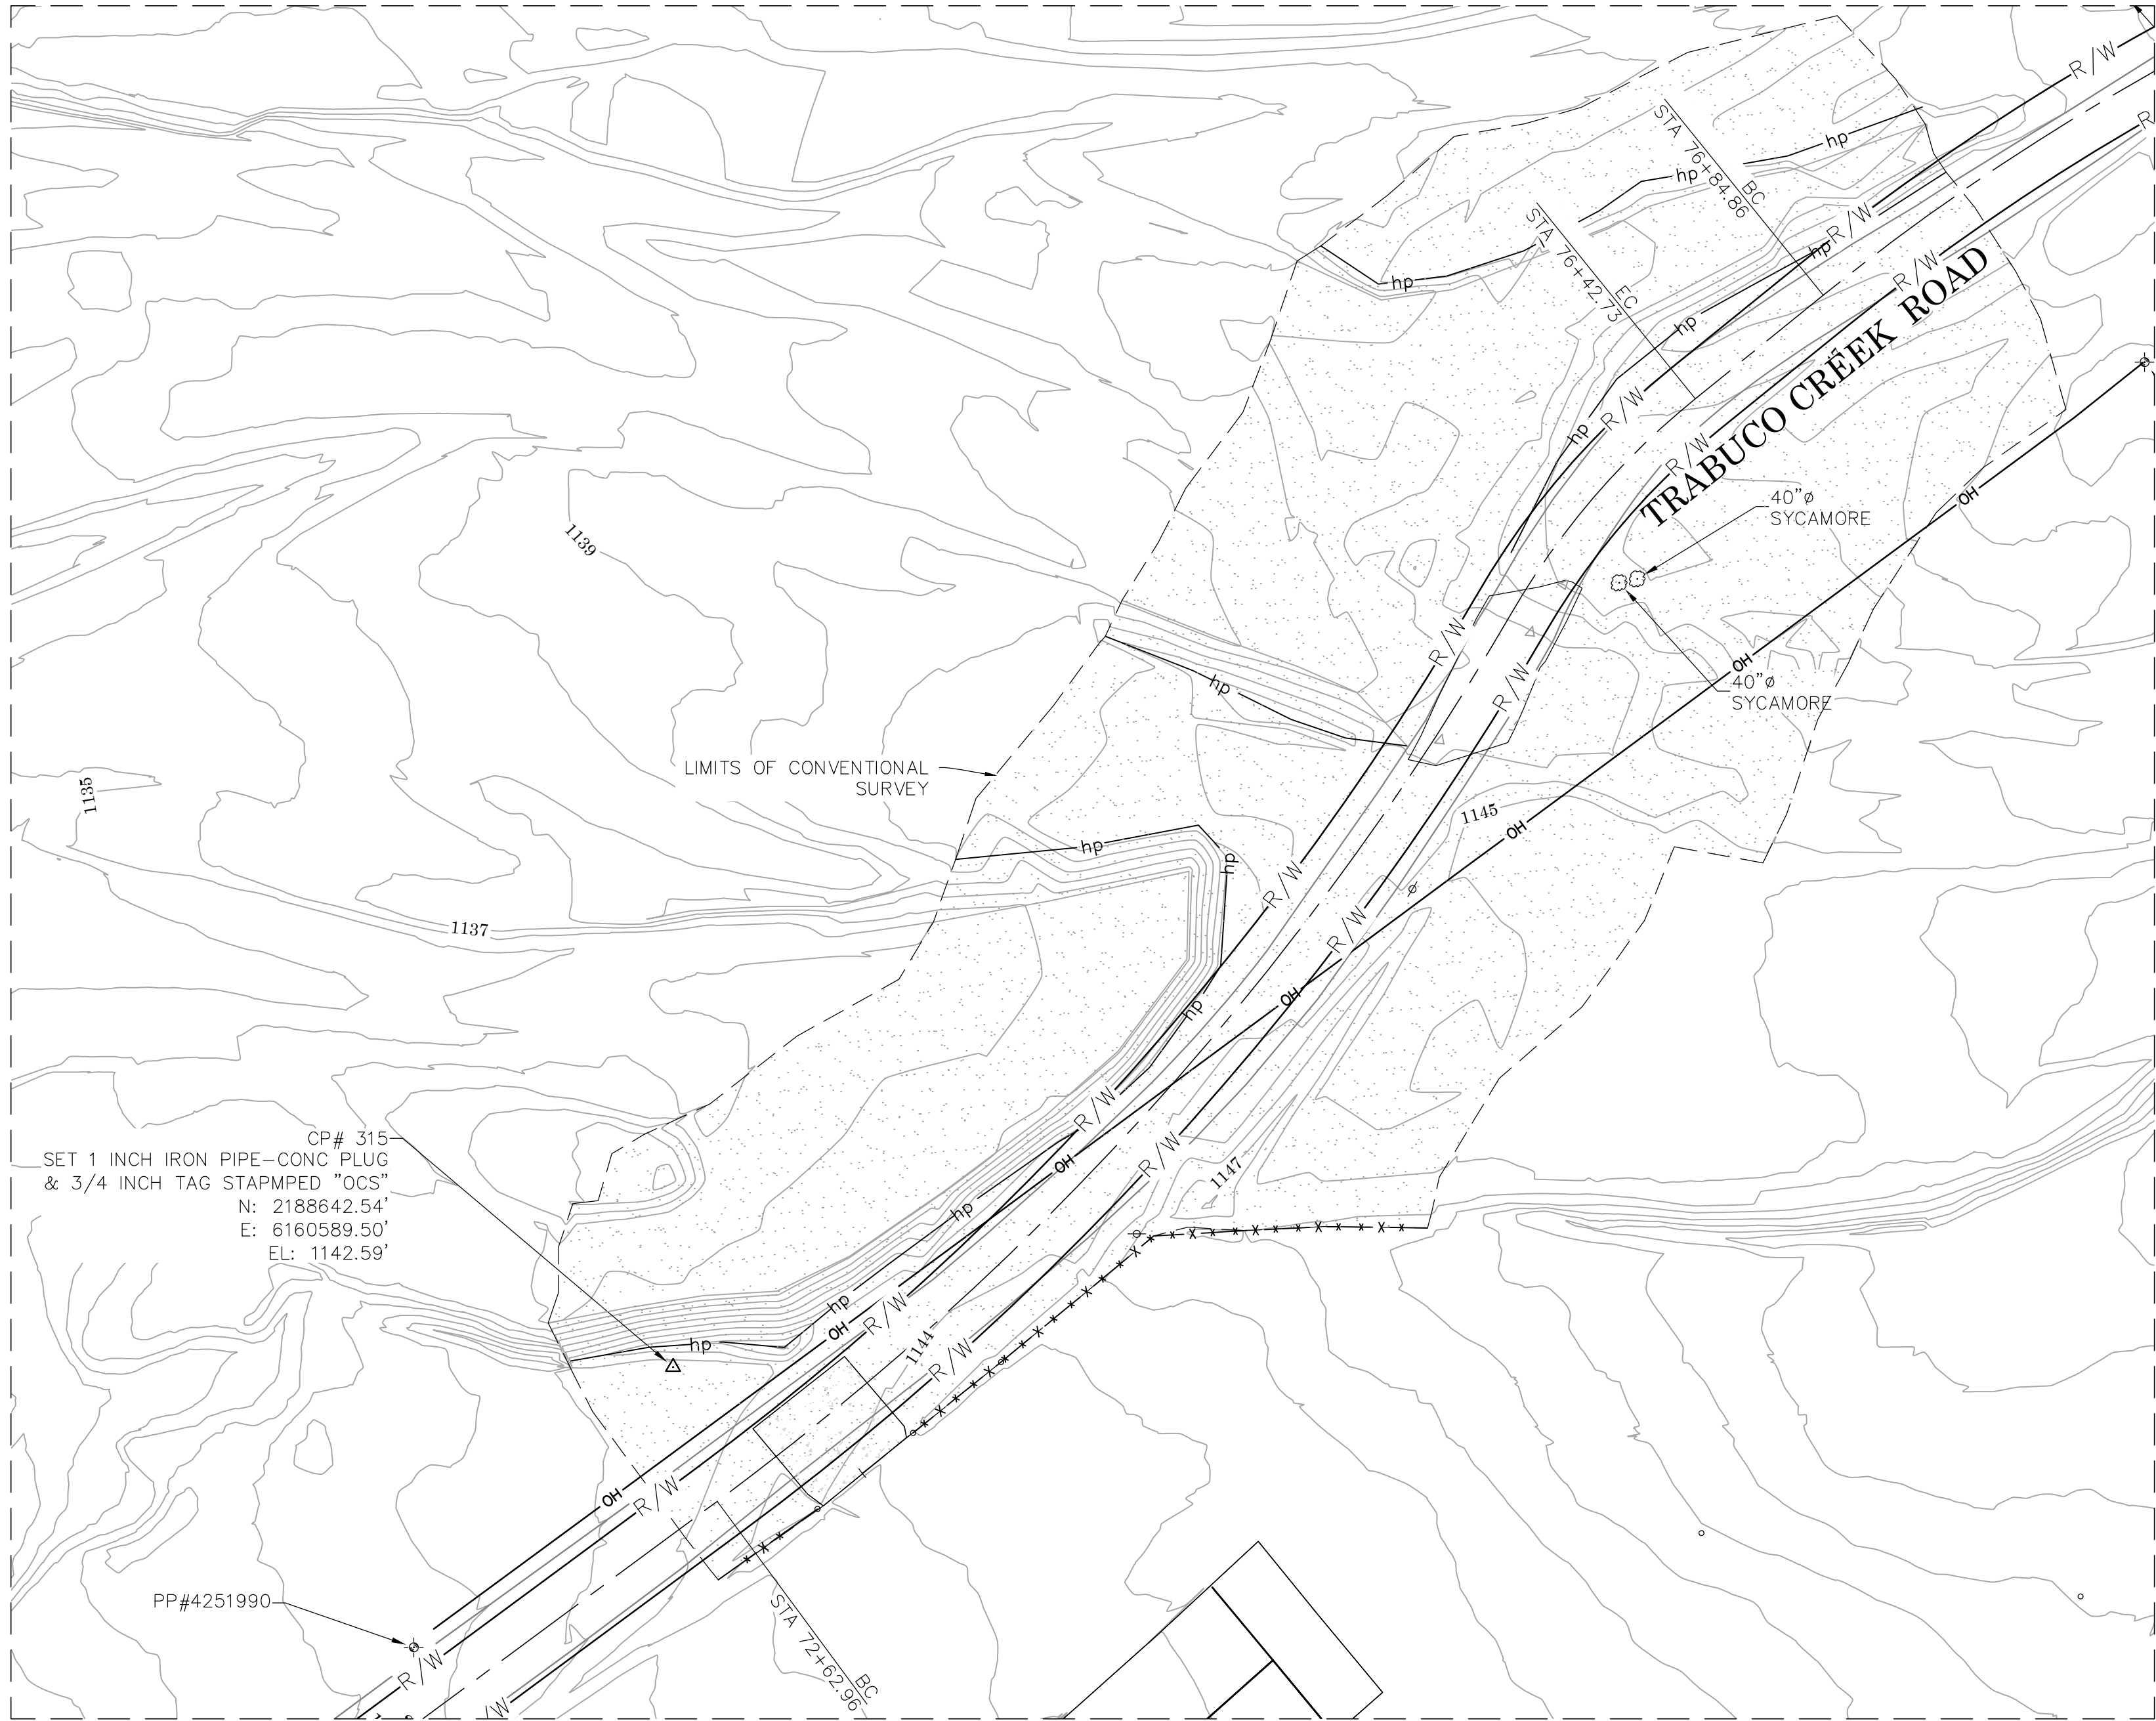 R/W
R/W
hp
hp
STA 76+84.86
BC
hp
STA 76+42.73
EC
R/W
hp
R/W
hp
TRABUCO CREEK ROAD
R/W
hp
R/W
40"ø
SYCAMORE
OH
1139
R/W
R/W
OH
40"ø
SYCAMORE
hp
LIMITS OF CONVENTIONAL
SURVEY
1135
1145
OH
hp
hp
R/W
R/W
1137
OH
hp
R/W
R/W
OH
1147
CP# 315
SET 1 INCH IRON PIPE-CONC PLUG
& 3/4 INCH TAG STAPMPED "OCS"
N: 2188642.54'
E: 6160589.50'
EL: 1142.59'
hp
hp
OH
R/W
hp
1144
R/W
OH
R/W
PP#4251990
STA 72+62.96
BC
R/W
/W